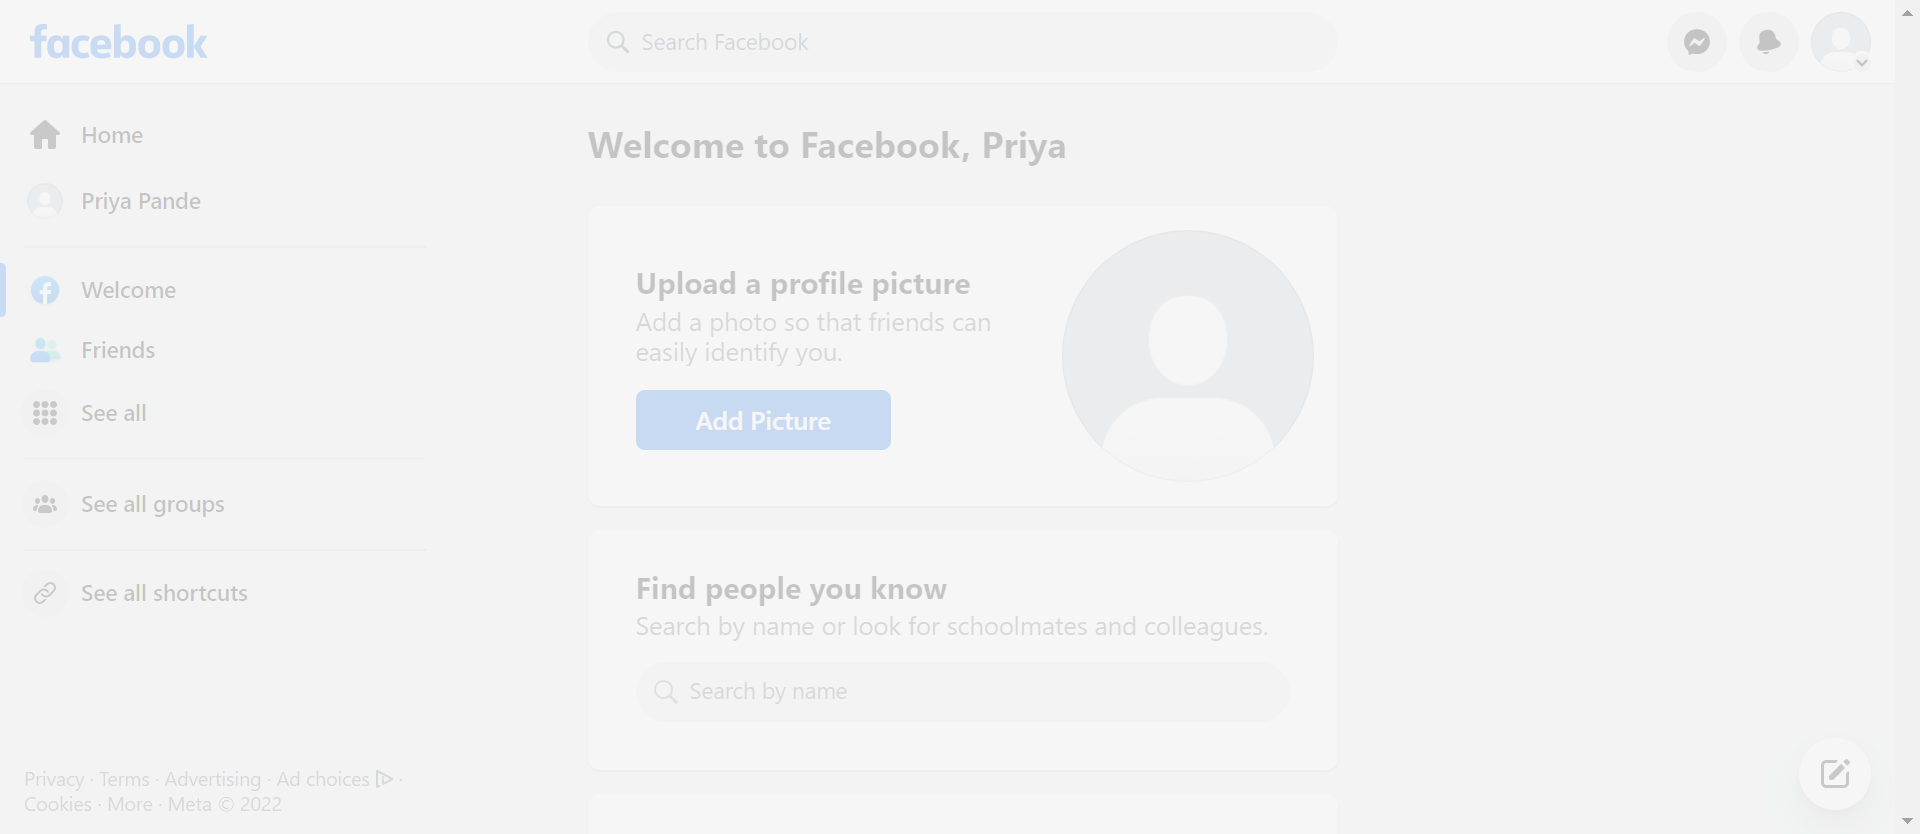 facebook
Search Facebook
Home
Priya Pande
Welcome
Friends
See all
See all groups
See all shortcuts
Privacy · Terms · Advertising · Ad choices ·
Cookies · More · Meta © 2022
Welcome to Facebook, Priya
Upload a profile picture
Add a photo so that friends can
easily identify you.
Add Picture
Find people you know
Search by name or look for schoolmates and colleagues.
Search by name